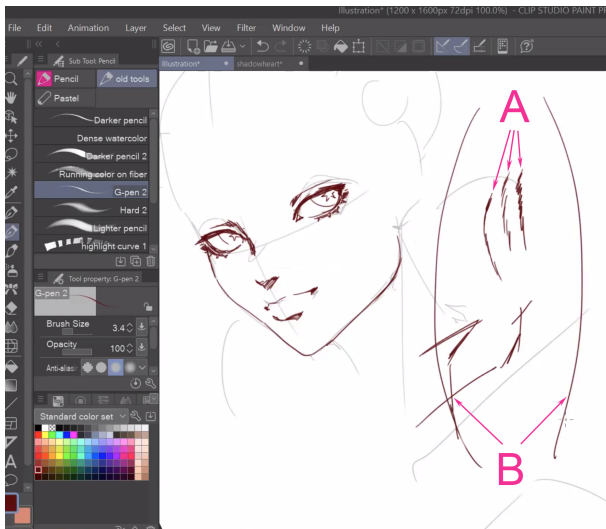 Illustration* (1200 x 1600px 72dpi 100.0%) - CLIP STUDIO PAINT P
File Edit Animation Layer Select View Filter Window Help
Sub Tool: Pencil
Illustration* shadowheart*
Pencil old tools
Pastel
Darker pencil
Dense watercolor
Darker pencil 2
Running color on fiber
G-pen 2
Hard 2
Lighter pencil
highlight curve 1
Tool property: G-pen 2
G-pen 2
Brush Size 3.4
Opacity 100
Anti-alias
Standard color set
A
B